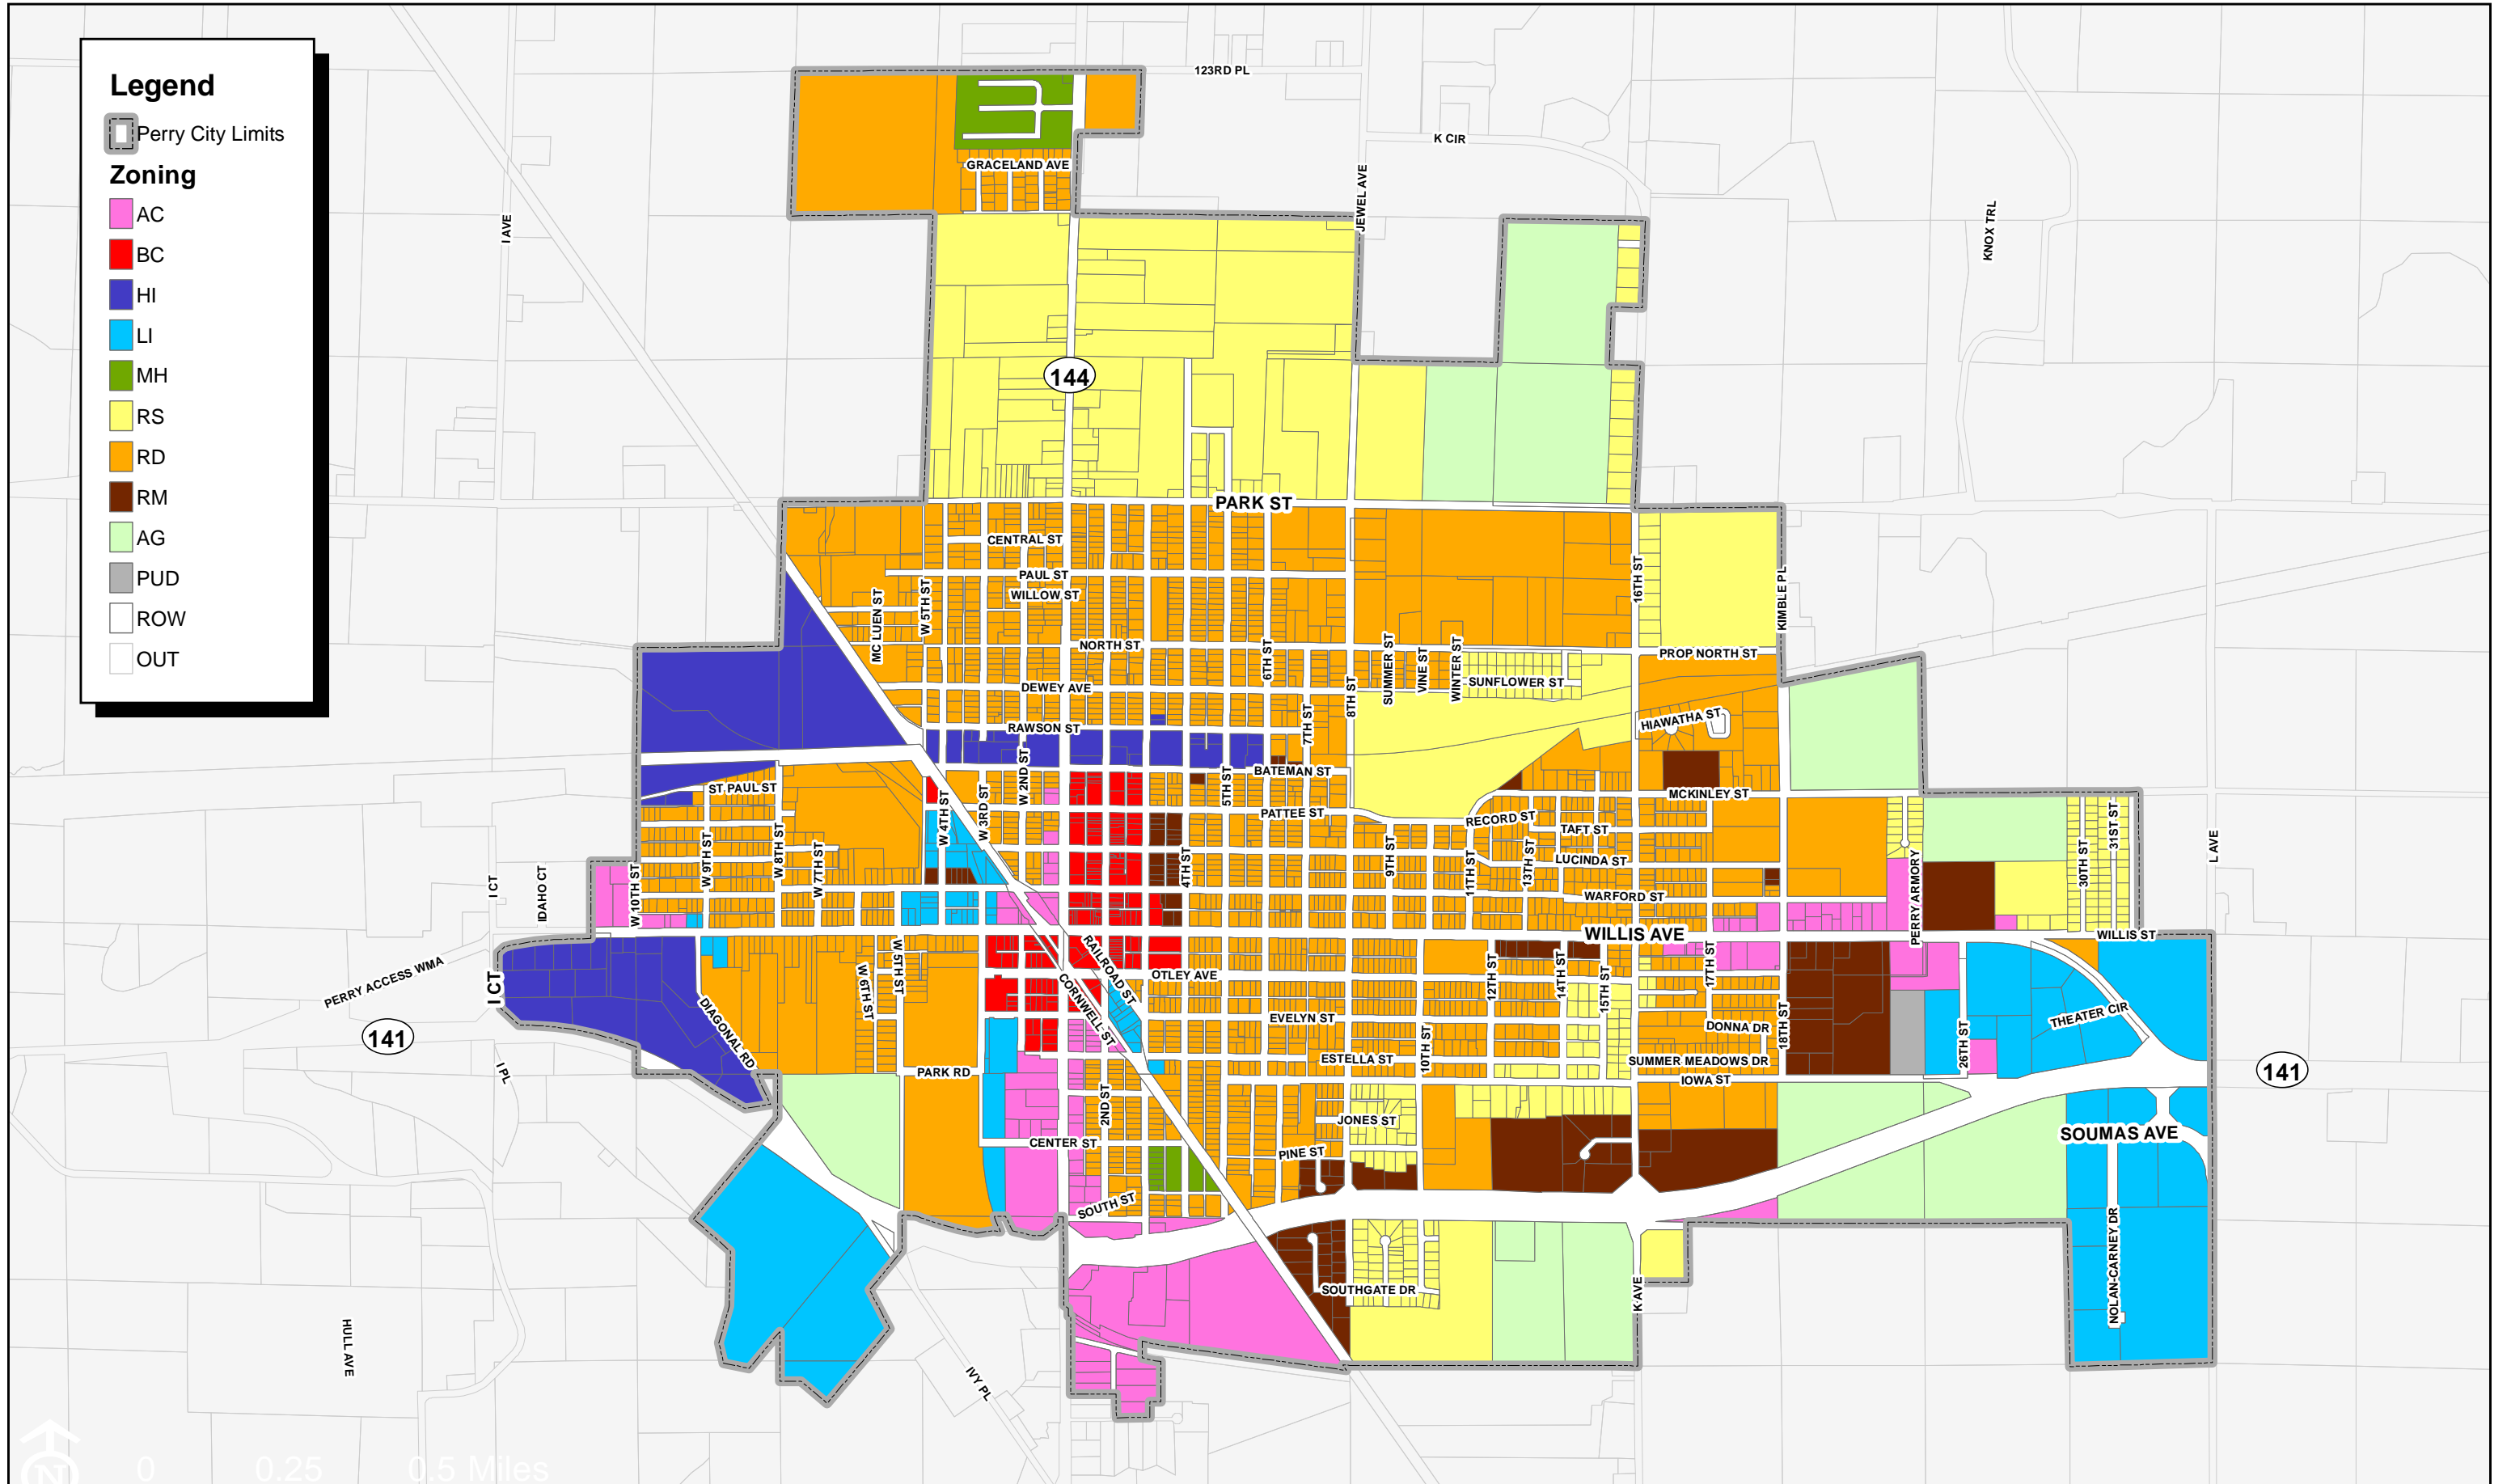 Legend
Perry City Limits
Zoning
AC
BC
HI
LI
MH
RS
RD
RM
AG
PUD
ROW
OUT
123RD PL
K CIR
GRACELAND AVE
JEWEL AVE
I AVE
KNOX TRL
144
PARK ST
CENTRAL ST
PAUL ST
WILLOW ST
MC LUEN ST
W 5TH ST
16TH ST
KIMBLE PL
NORTH ST
6TH ST
SUMMER ST
VINE ST
WINTER ST
PROP NORTH ST
DEWEY AVE
SUNFLOWER ST
8TH ST
RAWSON ST
7TH ST
HIAWATHA ST
W 2ND ST
BATEMAN ST
5TH ST
ST PAUL ST
MCKINLEY ST
W 4TH ST
W 3RD ST
PATTEE ST
RECORD ST
TAFT ST
31ST ST
L AVE
W 9TH ST
W 8TH ST
W 7TH ST
4TH ST
9TH ST
11TH ST
13TH ST
LUCINDA ST
30TH ST
I CT
IDAHO CT
W 10TH ST
WARFORD ST
PERRY ARMORY
WILLIS AVE
WILLIS ST
PERRY ACCESS WMA
I CT
W 6TH ST
W 5TH ST
RAILROAD ST
CORNWELL ST
OTLEY AVE
12TH ST
14TH ST
15TH ST
17TH ST
141
DIAGONAL RD
EVELYN ST
DONNA DR
18TH ST
26TH ST
THEATER CIR
10TH ST
ESTELLA ST
SUMMER MEADOWS DR
I PL
PARK RD
IOWA ST
141
2ND ST
JONES ST
CENTER ST
PINE ST
SOUMAS AVE
SOUTH ST
SOUTHGATE DR
K AVE
NOLAN-CARNEY DR
HULL AVE
IVY PL
N
0 0.25 0.5 Miles